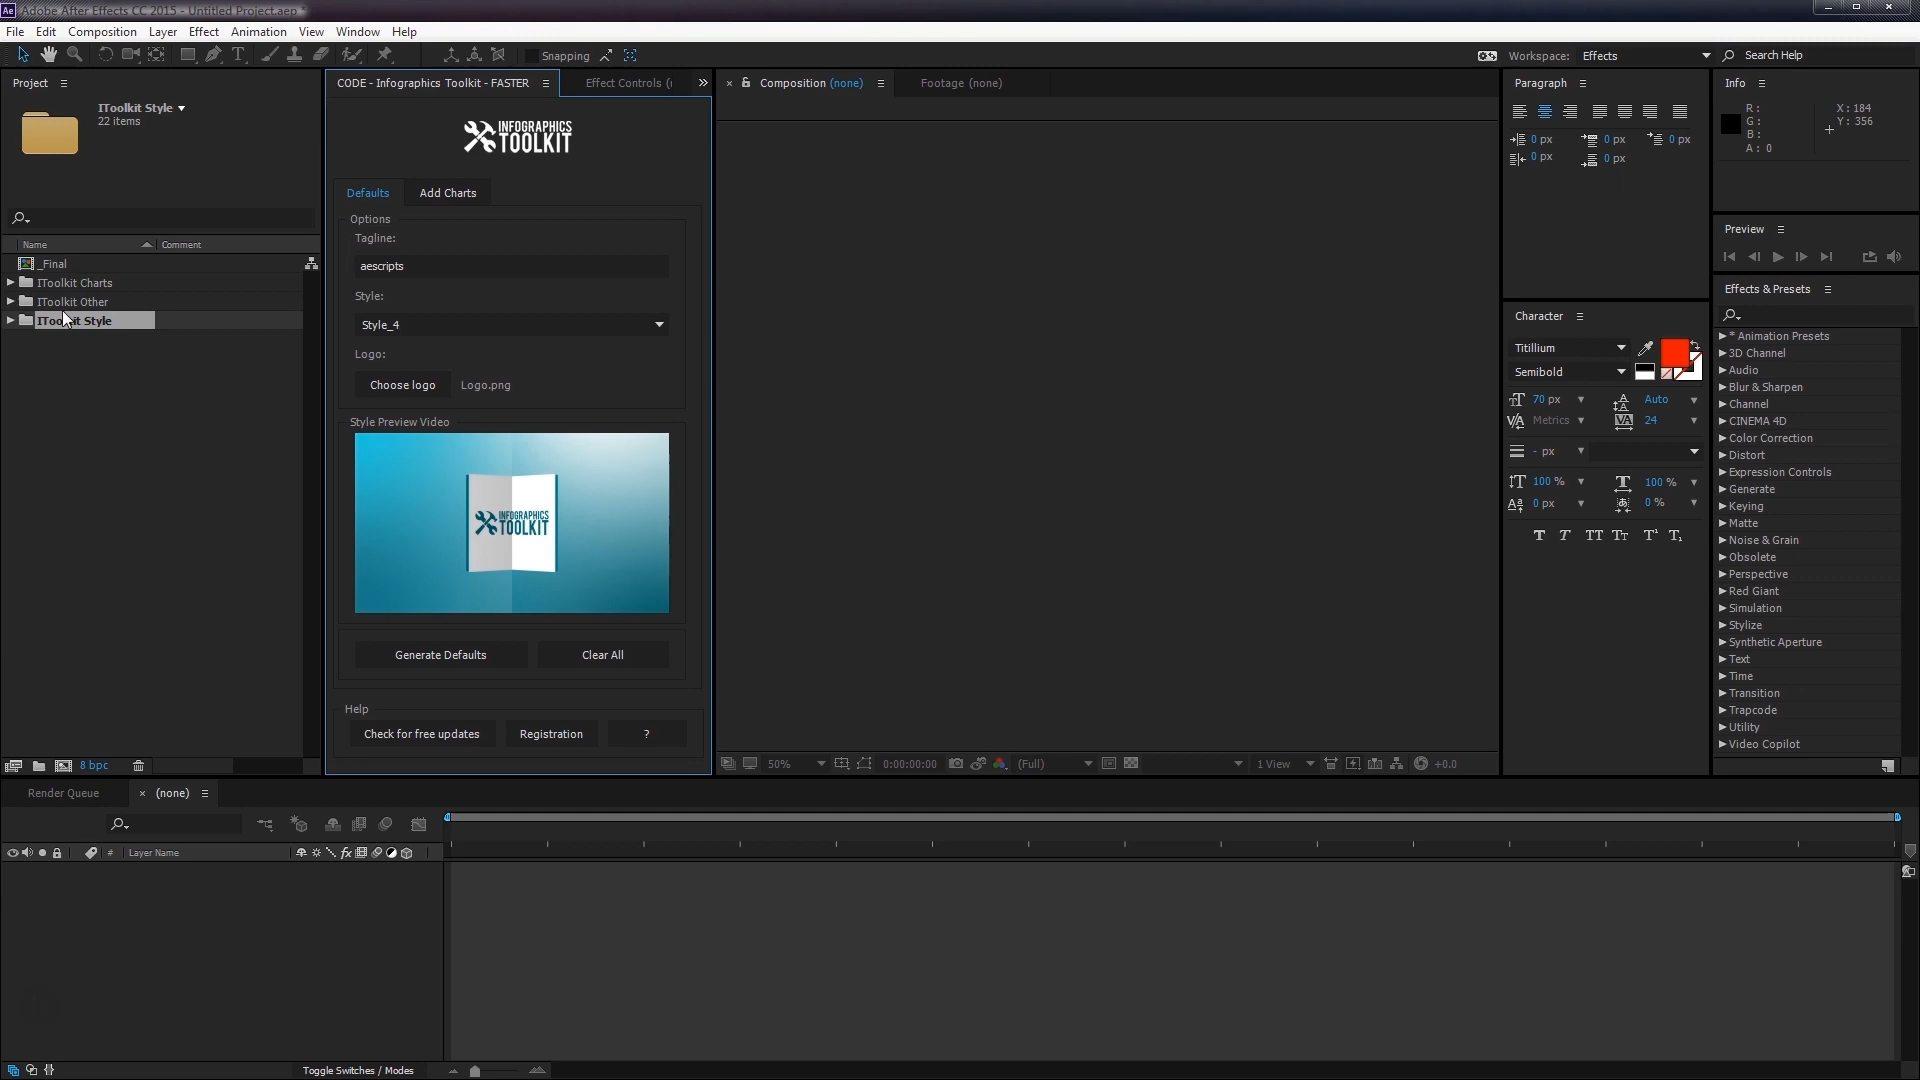 Ae Adobe After Effects CC 2015 - Untitled Project.aep *
File Edit Composition Layer Effect Animation View Window Help
Snapping
Workspace: Effects
Search Help
Project
IToolkit Style
22 items
Name Comment
_Final
IToolkit Charts
IToolkit Other
IToolkit Style
8 bpc
CODE - Infographics Toolkit - FASTER
Effect Controls (
INFOGRAPHICS
TOOLKIT
Defaults Add Charts
Options
Tagline:
aescripts
Style:
Style_4
Logo:
Choose logo Logo.png
Style Preview Video
INFOGRAPHICS
TOOLKIT
Generate Defaults Clear All
Help
Check for free updates Registration ?
Composition (none)
Footage (none)
50% 0:00:00:00 (Full) 1 View +0.0
Paragraph
0 px 0 px 0 px
0 px 0 px
Character
Titillium
Semibold
70 px Auto
Metrics 24
- px
100 % 100 %
0 px 0 %
T T TT Tt T¹ T₁
Info
R :
G :
B :
A : 0
X : 184
Y : 356
Preview
Effects & Presets
* Animation Presets
3D Channel
Audio
Blur & Sharpen
Channel
CINEMA 4D
Color Correction
Distort
Expression Controls
Generate
Keying
Matte
Noise & Grain
Obsolete
Perspective
Red Giant
Simulation
Stylize
Synthetic Aperture
Text
Time
Transition
Trapcode
Utility
Video Copilot
Render Queue
(none)
# Layer Name
fx
Toggle Switches / Modes